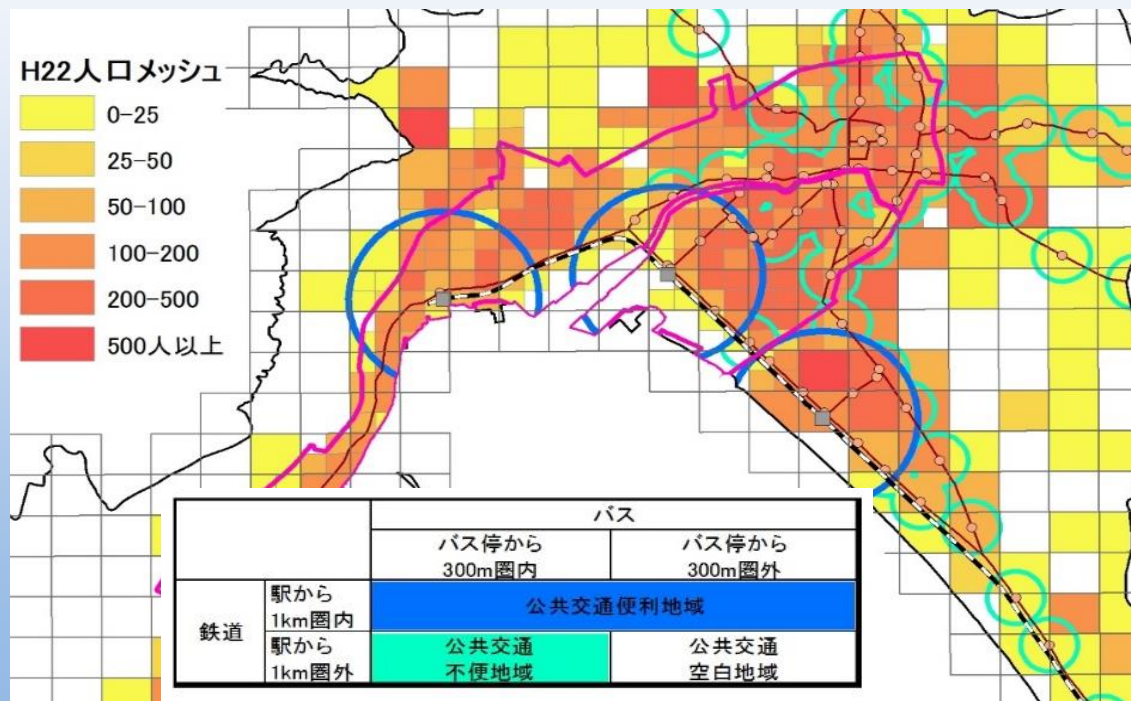 H22人口メッシュ
0-25
25-50
50-100
100-200
200-500
500人以上
バス
バス停から
300m圏内
バス停から
300m圏外
鉄道
駅から
1km圏内
公共交通便利地域
駅から
1km圏外
公共交通
不便地域
公共交通
空白地域